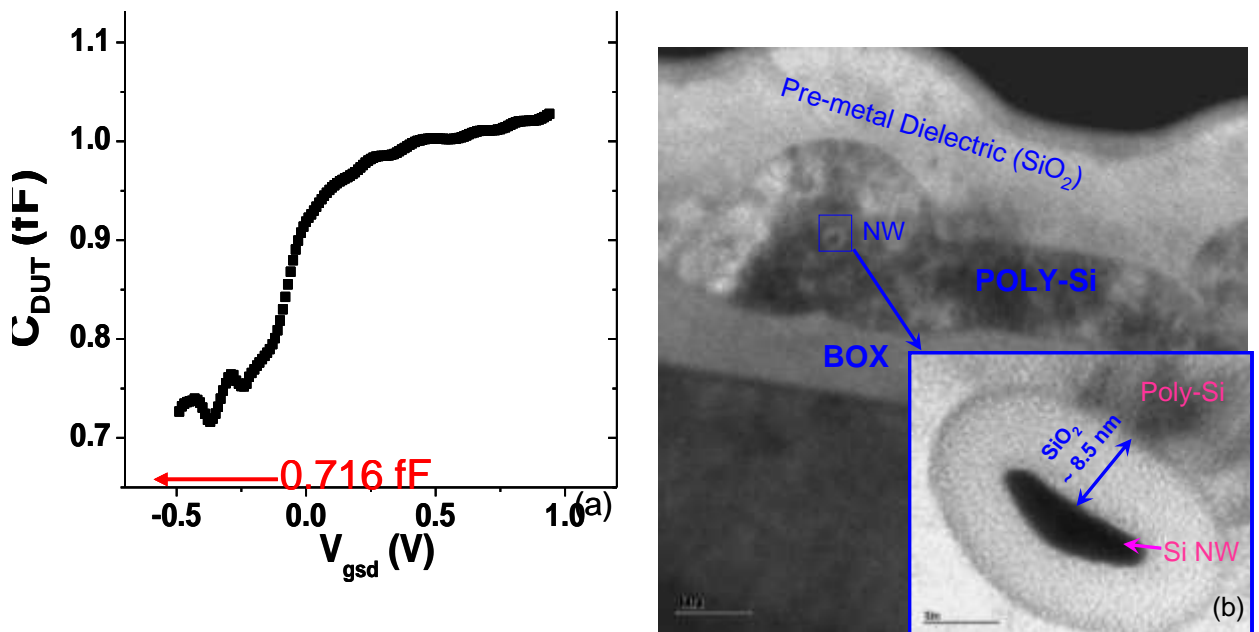 1.1
1.0
0.9
0.8
0.7
C_DUT (fF)
0.716 fF
-0.5 0.0 0.5 1.0
(a)
V_gsd (V)
Pre-metal Dielectric (SiO₂)
NW
POLY-Si
BOX
Poly-Si
SiO₂
~ 8.5 nm
Si NW
(b)